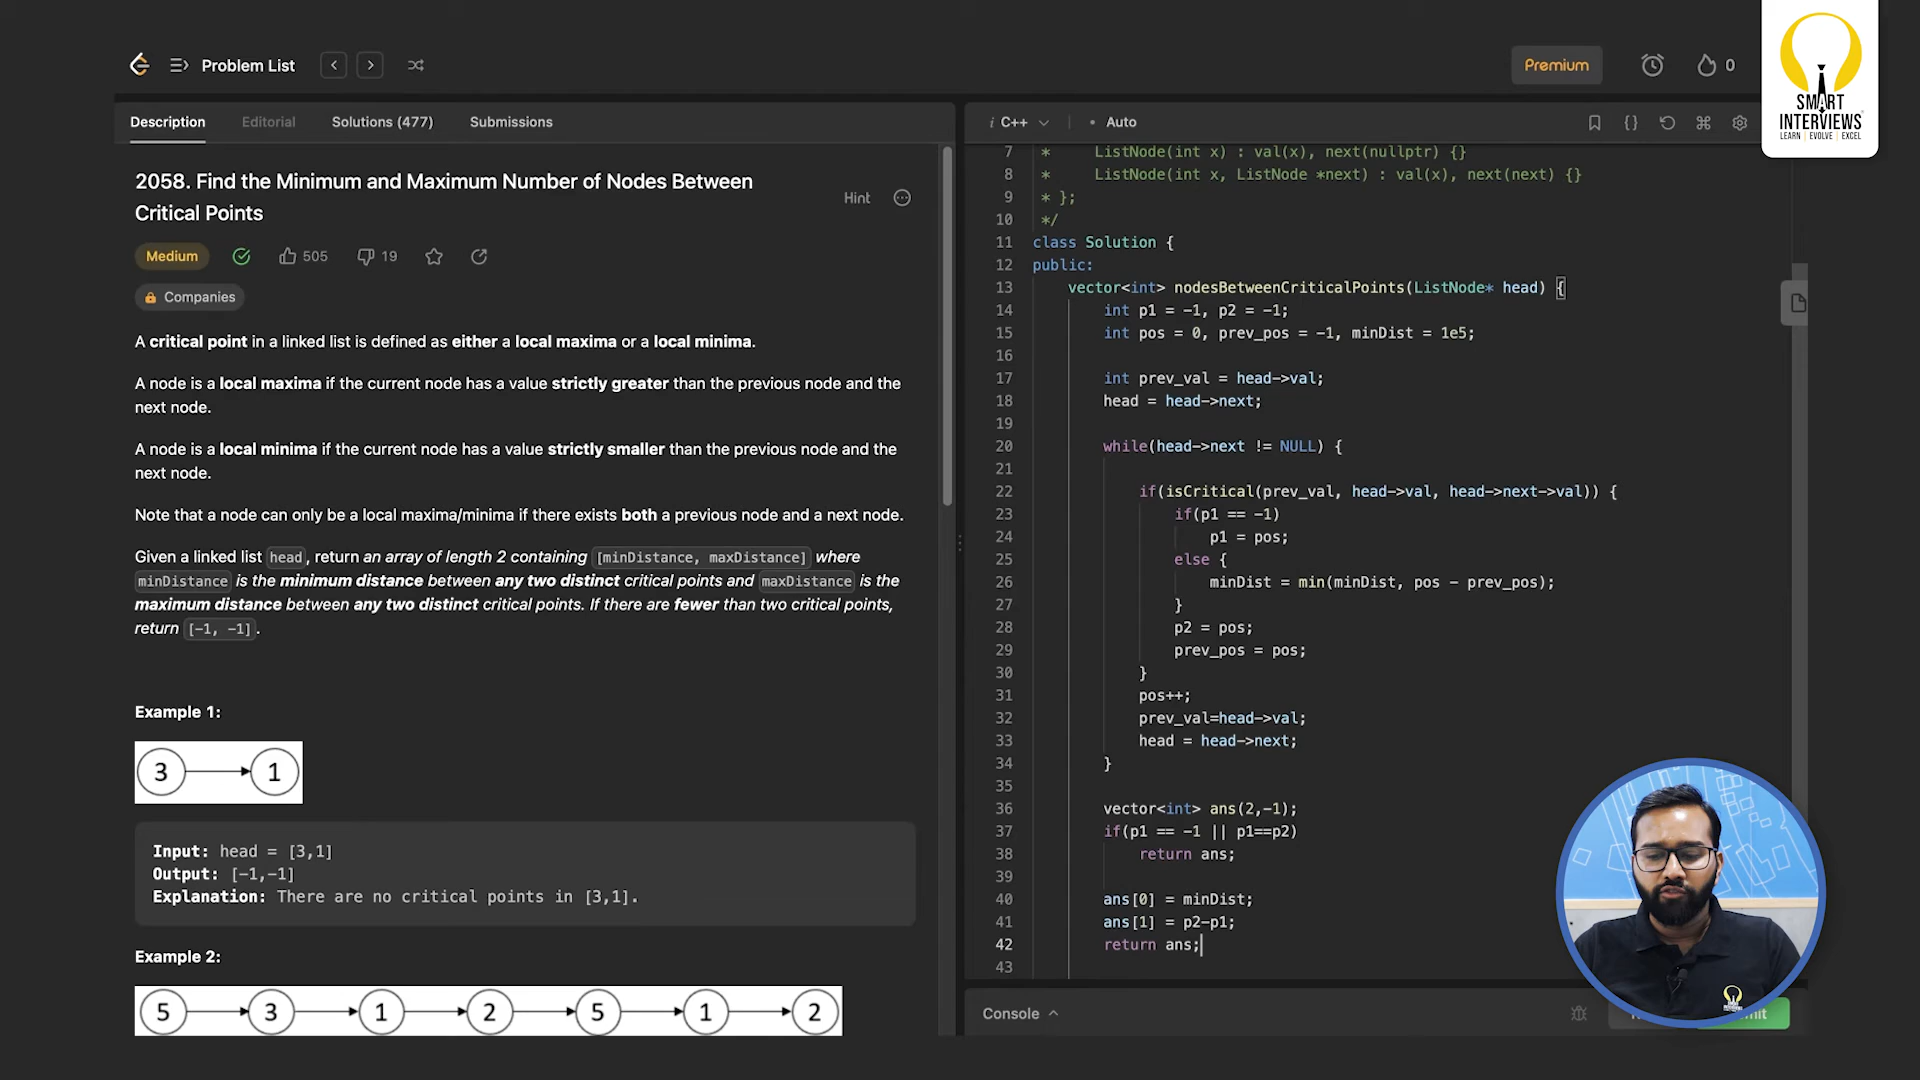 Problem List
Premium
0
SMART
INTERVIEWS
LEARN | EVOLVE | EXCEL
Description
Editorial
Solutions (477)
Submissions
2058. Find the Minimum and Maximum Number of Nodes Between
Critical Points
Hint
Medium
505
19
Companies
A critical point in a linked list is defined as either a local maxima or a local minima.
A node is a local maxima if the current node has a value strictly greater than the previous node and the
next node.
A node is a local minima if the current node has a value strictly smaller than the previous node and the
next node.
Note that a node can only be a local maxima/minima if there exists both a previous node and a next node.
Given a linked list head, return an array of length 2 containing [minDistance, maxDistance] where
minDistance is the minimum distance between any two distinct critical points and maxDistance is the
maximum distance between any two distinct critical points. If there are fewer than two critical points,
return [-1, -1].
Example 1:
3 1
Input: head = [3,1]
Output: [-1,-1]
Explanation: There are no critical points in [3,1].
Example 2:
5 3 1 2 5 1 2
i C++
Auto
7 * ListNode(int x) : val(x), next(nullptr) {}
8 * ListNode(int x, ListNode *next) : val(x), next(next) {}
9 * };
10 */
11 class Solution {
12 public:
13 vector<int> nodesBetweenCriticalPoints(ListNode* head) {
14 int p1 = -1, p2 = -1;
15 int pos = 0, prev_pos = -1, minDist = 1e5;
16
17 int prev_val = head->val;
18 head = head->next;
19
20 while(head->next != NULL) {
21
22 if(isCritical(prev_val, head->val, head->next->val)) {
23 if(p1 == -1)
24 p1 = pos;
25 else {
26 minDist = min(minDist, pos - prev_pos);
27 }
28 p2 = pos;
29 prev_pos = pos;
30 }
31 pos++;
32 prev_val=head->val;
33 head = head->next;
34 }
35
36 vector<int> ans(2,-1);
37 if(p1 == -1 || p1==p2)
38 return ans;
39
40 ans[0] = minDist;
41 ans[1] = p2-p1;
42 return ans;
43
Console